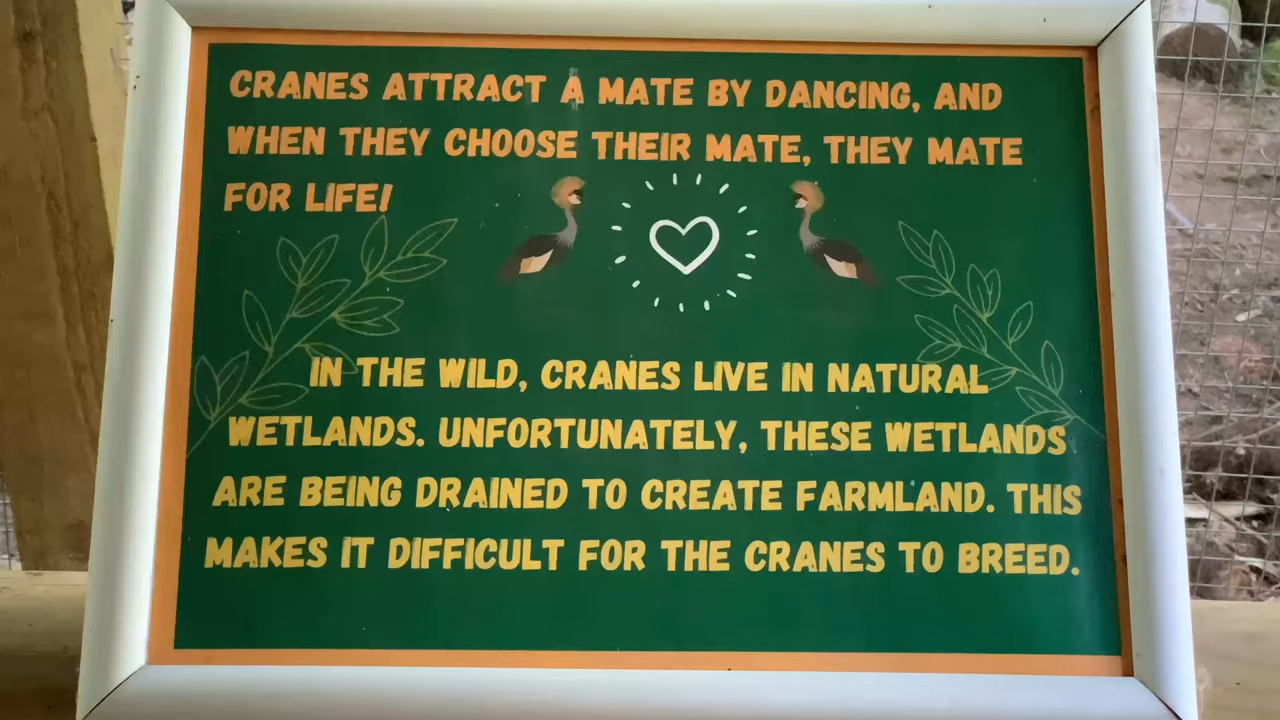 CRANES ATTRACT A MATE BY DANCING, AND
WHEN THEY CHOOSE THEIR MATE, THEY MATE
FOR LIFE!
IN THE WILD, CRANES LIVE IN NATURAL
WETLANDS. UNFORTUNATELY, THESE WETLANDS
ARE BEING DRAINED TO CREATE FARMLAND. THIS
MAKES IT DIFFICULT FOR THE CRANES TO BREED.